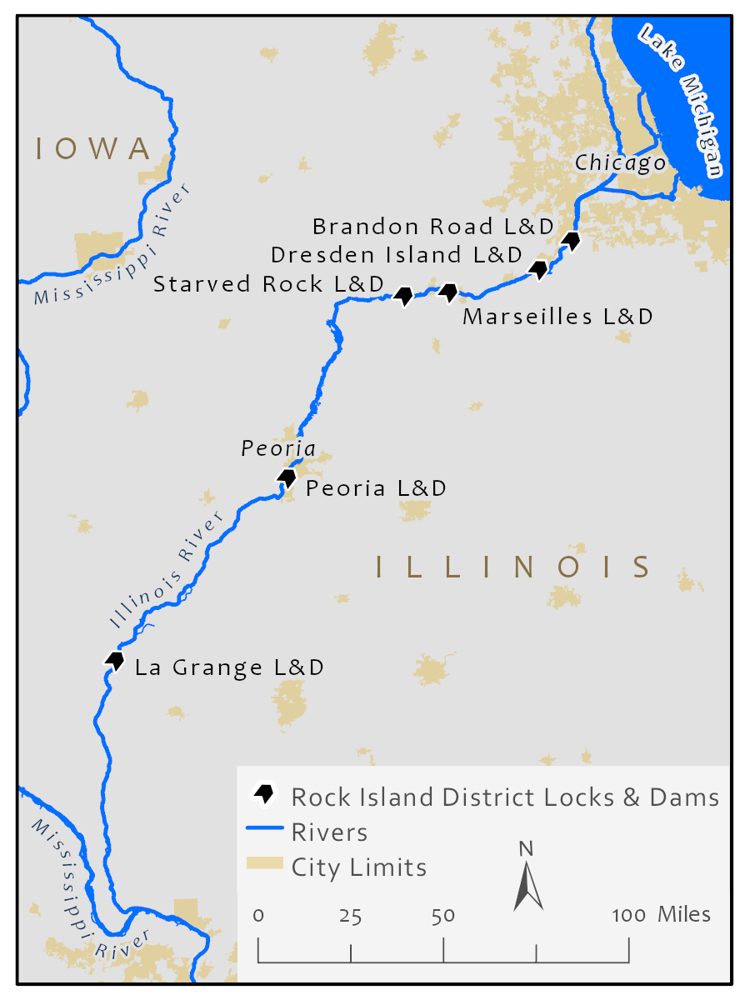 Lake Michigan
IOWA
Chicago
Mississippi River
Brandon Road L&D
Dresden Island L&D
Starved Rock L&D
Marseilles L&D
Peoria
Peoria L&D
Illinois River
ILLINOIS
La Grange L&D
Mississippi River
Rock Island District Locks & Dams
Rivers
City Limits
N
0 25 50 100 Miles